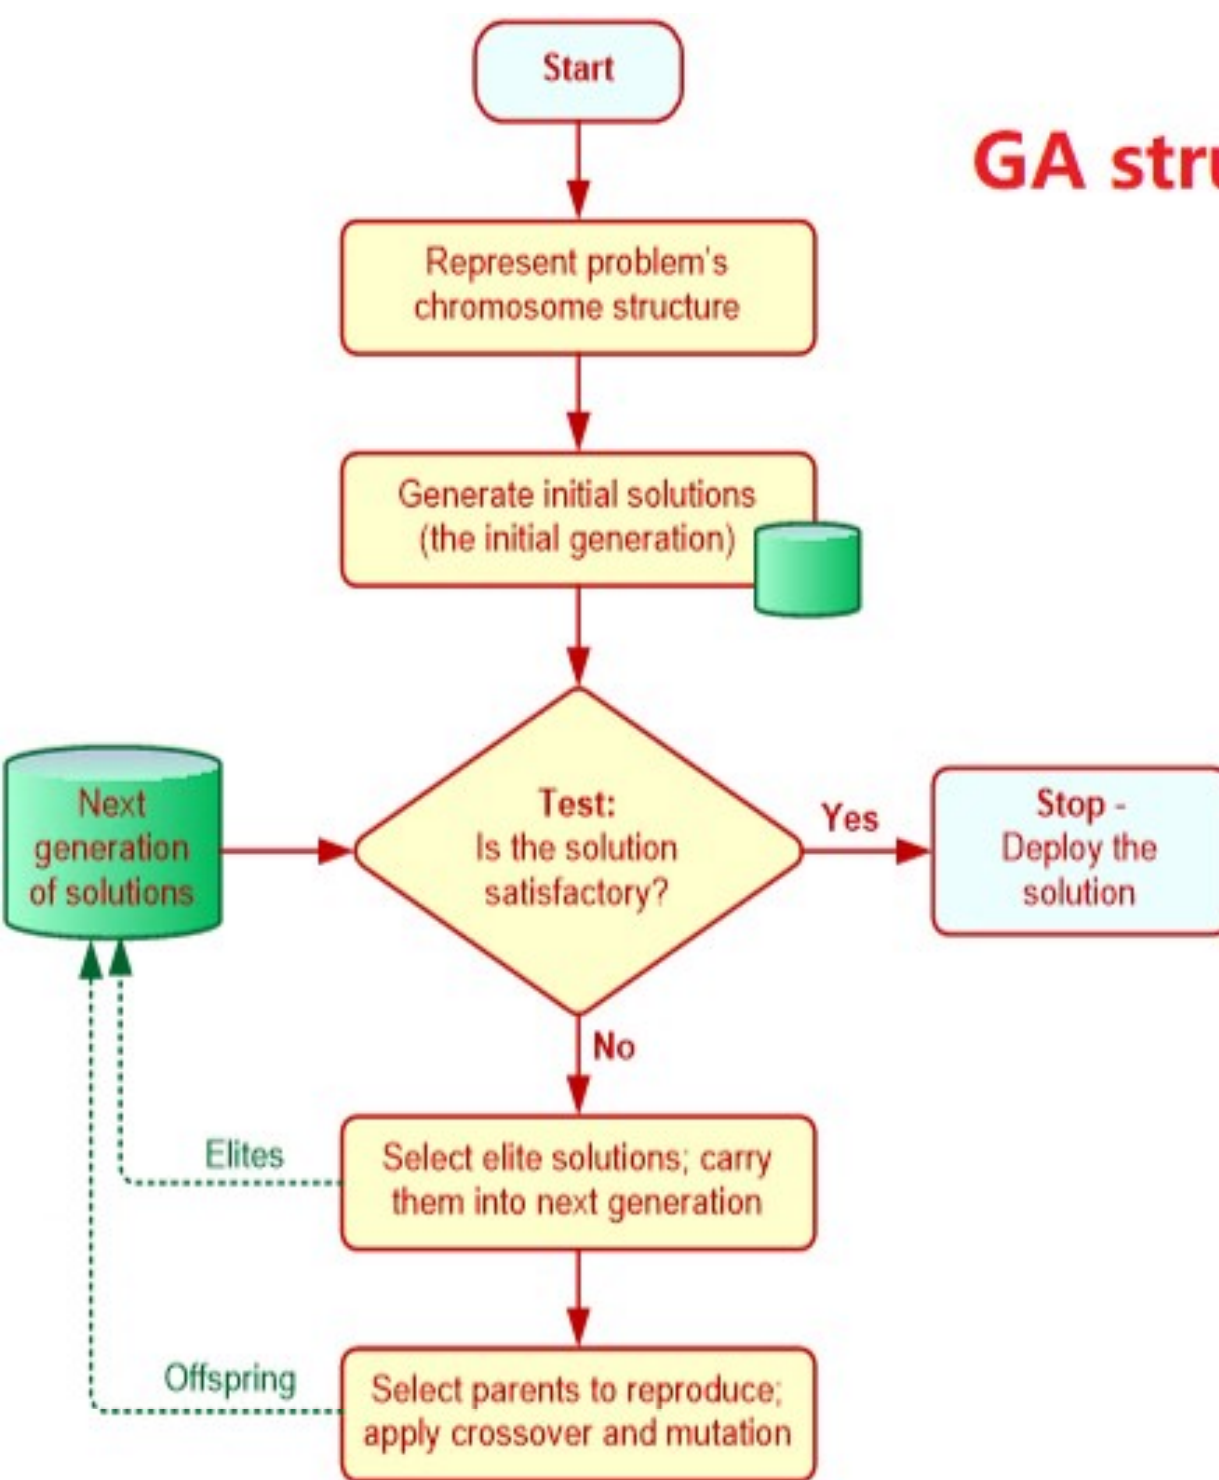 Start
GA stru
Represent problem's
chromosome structure
Generate initial solutions
(the initial generation)
Next
generation
of solutions
Test:
Is the solution
satisfactory?
Yes
Stop -
Deploy the
solution
No
Elites
Select elite solutions; carry
them into next generation
Offspring
Select parents to reproduce;
apply crossover and mutation